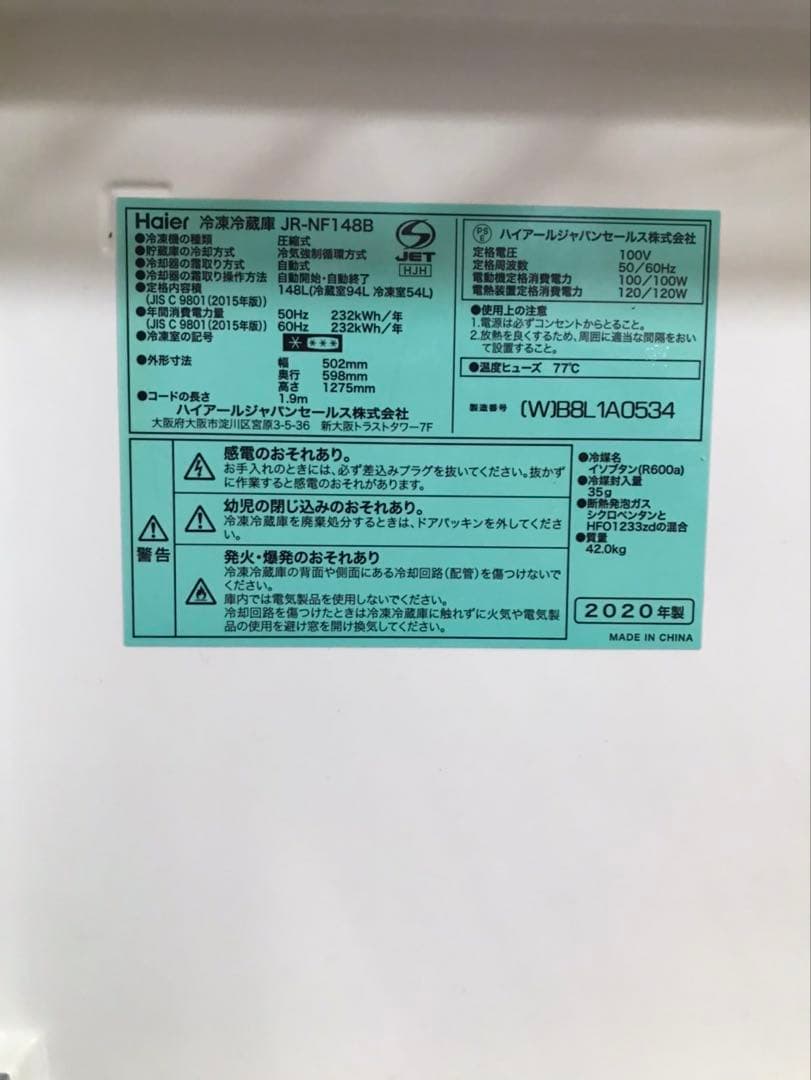 Haier 冷凍冷蔵庫 JR-NF148B
●冷凍機の種類 圧縮式
●貯蔵庫の冷却方式 冷気強制循環方式
●冷却器の霜取り方式 自動式
●冷却器の霜取り操作方法 自動開始・自動終了
●定格内容積 148L(冷蔵室94L 冷凍室54L)
(JIS C 9801(2015年版))
●年間消費電力量 50Hz 232kWh/年
(JIS C 9801(2015年版)) 60Hz 232kWh/年
●冷凍室の記号
●外形寸法 幅 502mm
奥行 598mm
高さ 1275mm
●コードの長さ 1.9m
ハイアールジャパンセールス株式会社
大阪府大阪市淀川区宮原3-5-36 新大阪トラストタワー7F
JET
HJH
PS
E
ハイアールジャパンセールス株式会社
定格電圧 100V
定格周波数 50/60Hz
電動機定格消費電力 100/100W
電熱装置定格消費電力 120/120W
●使用上の注意
1.電源は必ずコンセントからとること。
2.放熱を良くするため、周囲に適当な間隔をおい
て設置すること。
●温度ヒューズ 77℃
製造番号 (W)B8L1A0534
警告
感電のおそれあり。
お手入れのときには、必ず差込みプラグを抜いてください。抜かず
に作業すると感電のおそれがあります。
幼児の閉じ込みのおそれあり。
冷凍冷蔵庫を廃棄処分するときは、ドアパッキンを外してくださ
い。
発火・爆発のおそれあり
冷凍冷蔵庫の背面や側面にある冷却回路(配管)を傷つけないで
ください。
庫内では電気製品を使用しないでください。
冷却回路を傷つけたときは冷凍冷蔵庫に触れずに火気や電気製
品の使用を避け窓を開け換気してください。
●冷媒名
イソブタン(R600a)
●冷媒封入量
35g
●断熱発泡ガス
シクロペンタンと
HFO1233zdの混合
●質量
42.0kg
2020年製
MADE IN CHINA